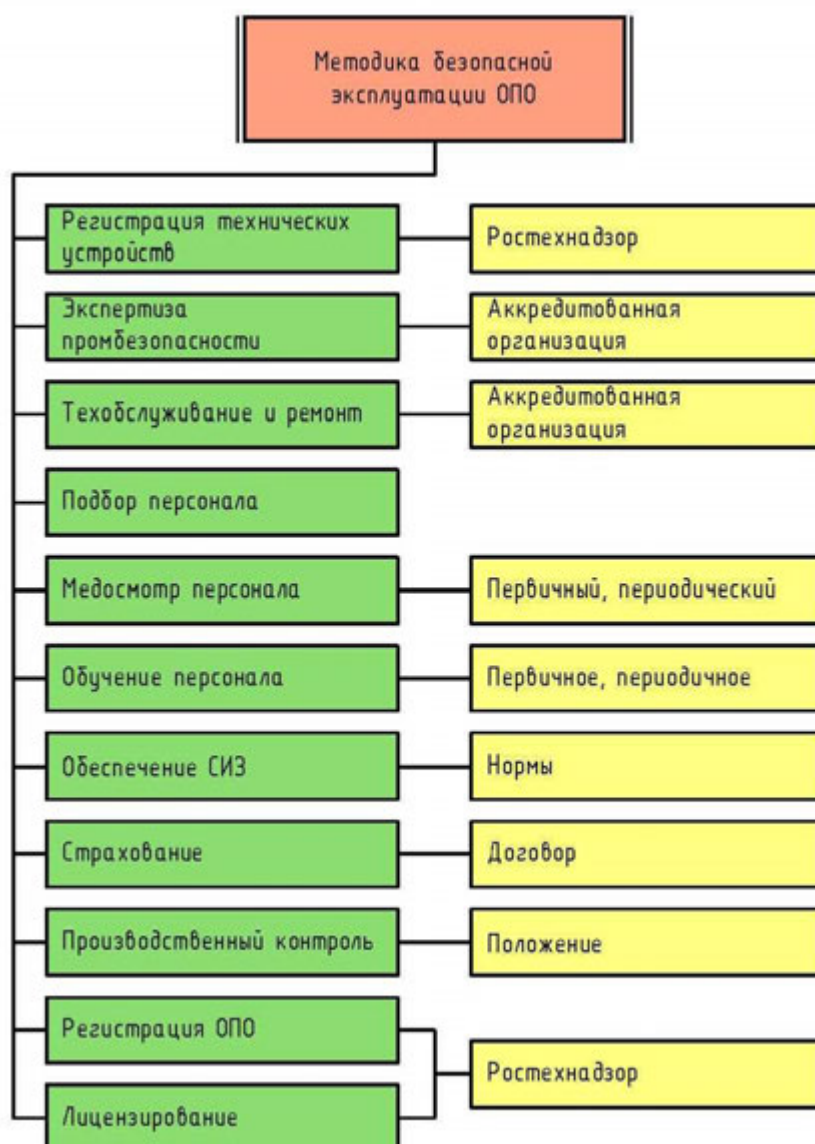 Методика безопасной
эксплуатации ОПО
Регистрация технических
устройств
Ростехнадзор
Экспертиза
промбезопасности
Аккредитованная
организация
Техобслуживание и ремонт
Аккредитованная
организация
Подбор персонала
Медосмотр персонала
Первичный, периодический
Обучение персонала
Первичное, периодичное
Обеспечение СИЗ
Нормы
Страхование
Договор
Производственный контроль
Положение
Регистрация ОПО
Лицензирование
Ростехнадзор